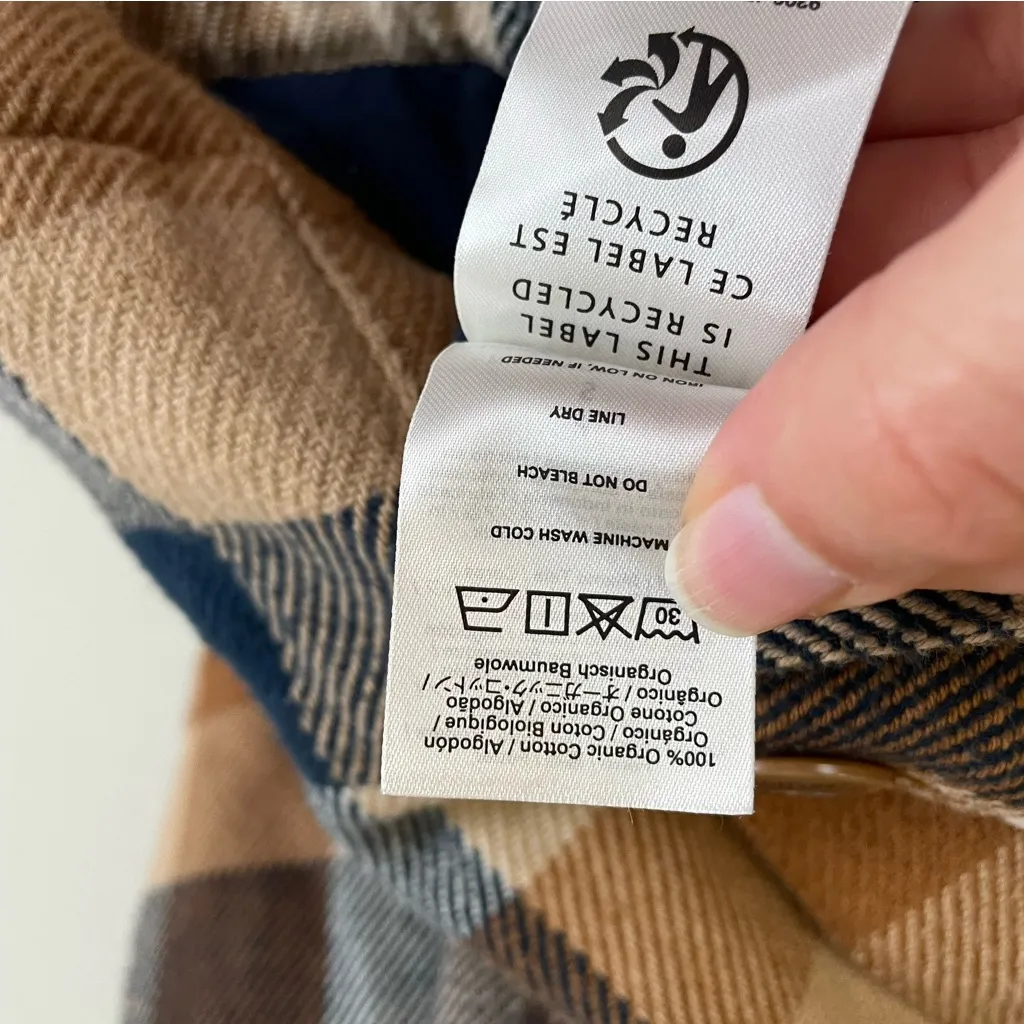 100% Organic Cotton / Algodón
Orgánico / Coton Biologique /
Cotone Organico / Algodão
Orgânico / オーガニック・コットン /
Organisch Baumwole
30
MACHINE WASH COLD
DO NOT BLEACH
LINE DRY
IRON ON LOW, IF NEEDED
THIS LABEL
IS RECYCLED
CE LABEL EST
RECYCLÉ